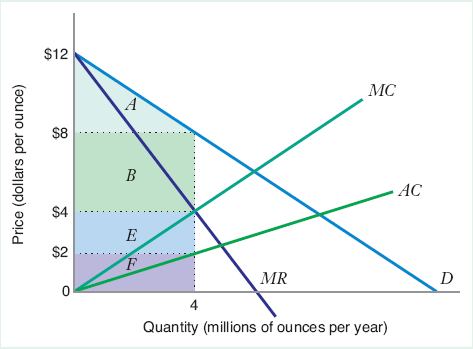 Price (dollars per ounce)
$12
$8
$4
$2
0
A
B
E
F
MC
AC
MR
D
4
Quantity (millions of ounces per year)